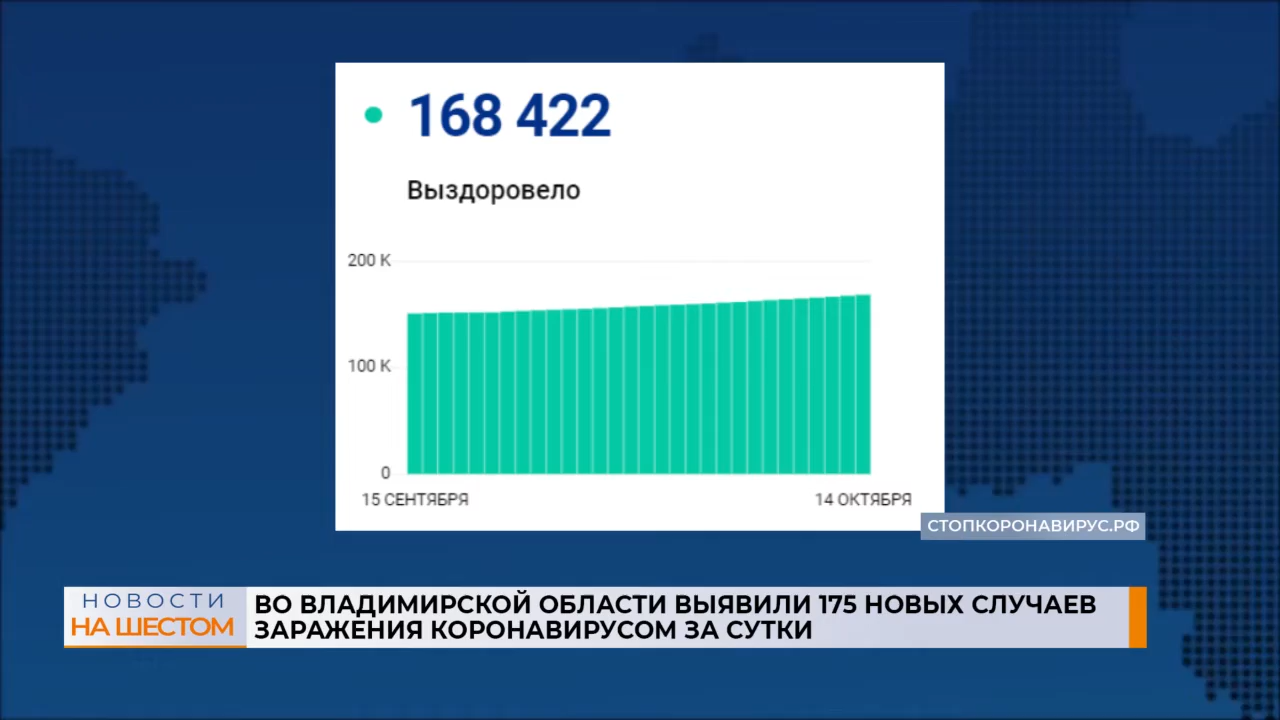 168 422
Выздоровело
200 K
100 K
0
15 СЕНТЯБРЯ
14 ОКТЯБРЯ
СТОПКОРОНАВИРУС.РФ
НОВОСТИ
НА ШЕСТОМ
ВО ВЛАДИМИРСКОЙ ОБЛАСТИ ВЫЯВИЛИ 175 НОВЫХ СЛУЧАЕВ
ЗАРАЖЕНИЯ КОРОНАВИРУСОМ ЗА СУТКИ